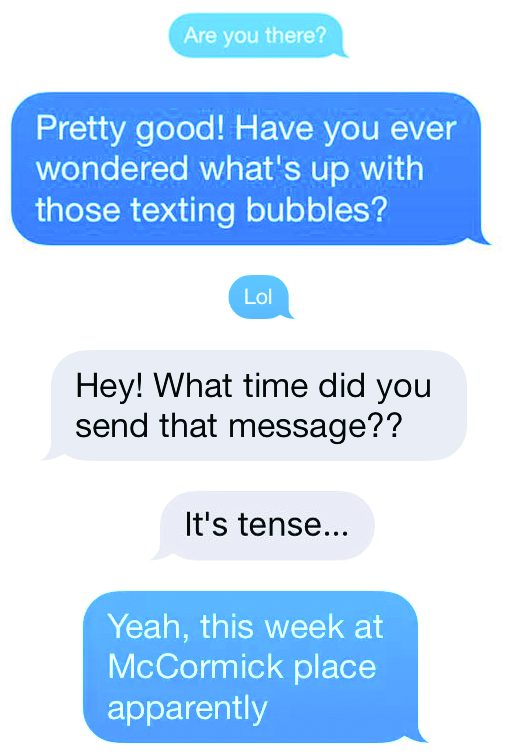 Are you there?
Pretty good! Have you ever
wondered what's up with
those texting bubbles?
Lol
Hey! What time did you
send that message??
It's tense...
Yeah, this week at
McCormick place
apparently